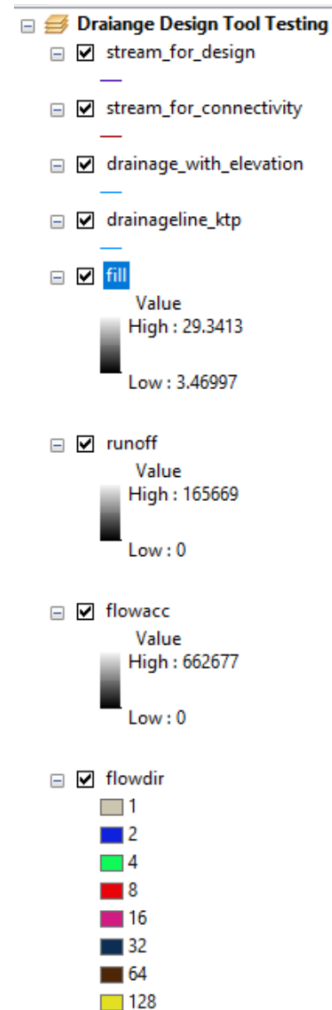 Draiange Design Tool Testing
stream_for_design
stream_for_connectivity
drainage_with_elevation
drainageline_ktp
fill
Value
High : 29.3413
Low : 3.46997
runoff
Value
High : 165669
Low : 0
flowacc
Value
High : 662677
Low : 0
flowdir
1
2
4
8
16
32
64
128